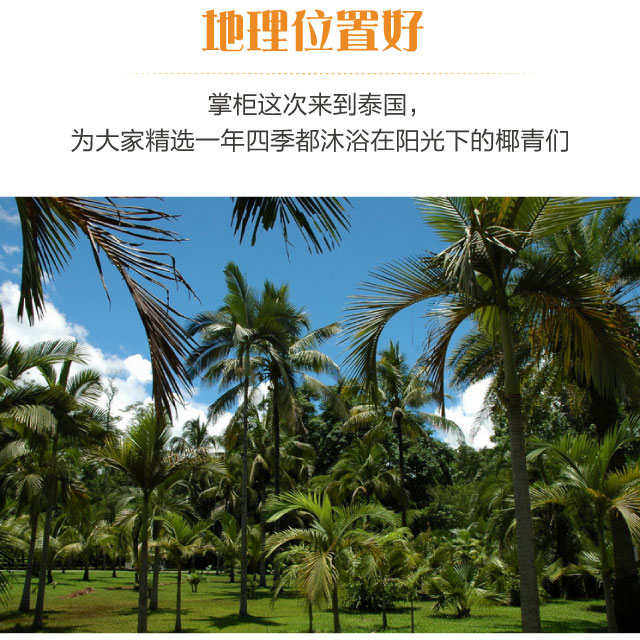 地理位置好
掌柜这次来到泰国，
为大家精选一年四季都沐浴在阳光下的椰青们